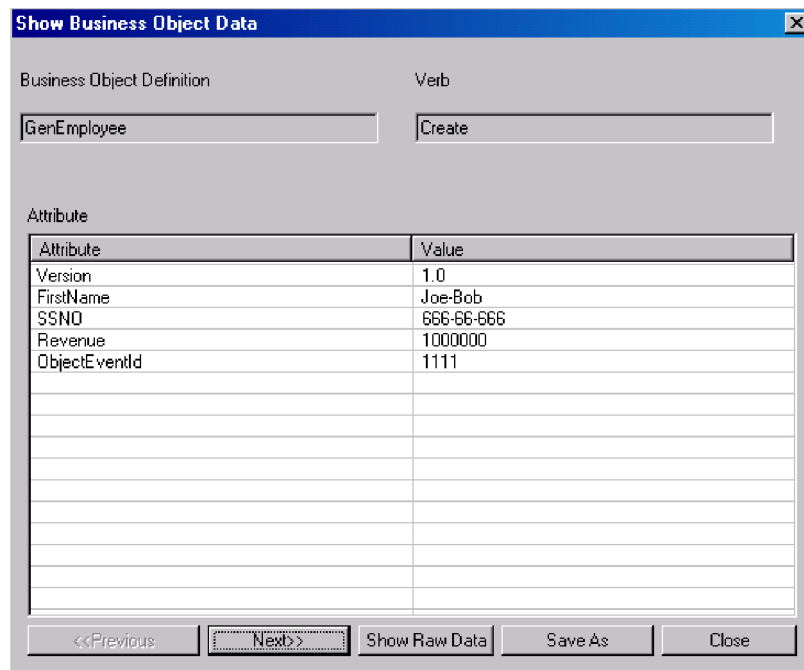 Show Business Object Data
Business Object Definition Verb
GenEmployee Create
Attribute
Attribute Value
Version 1.0
FirstName Joe-Bob
SSNO 666-66-666
Revenue 1000000
ObjectEventId 1111
<<Previous Next>> Show Raw Data Save As Close